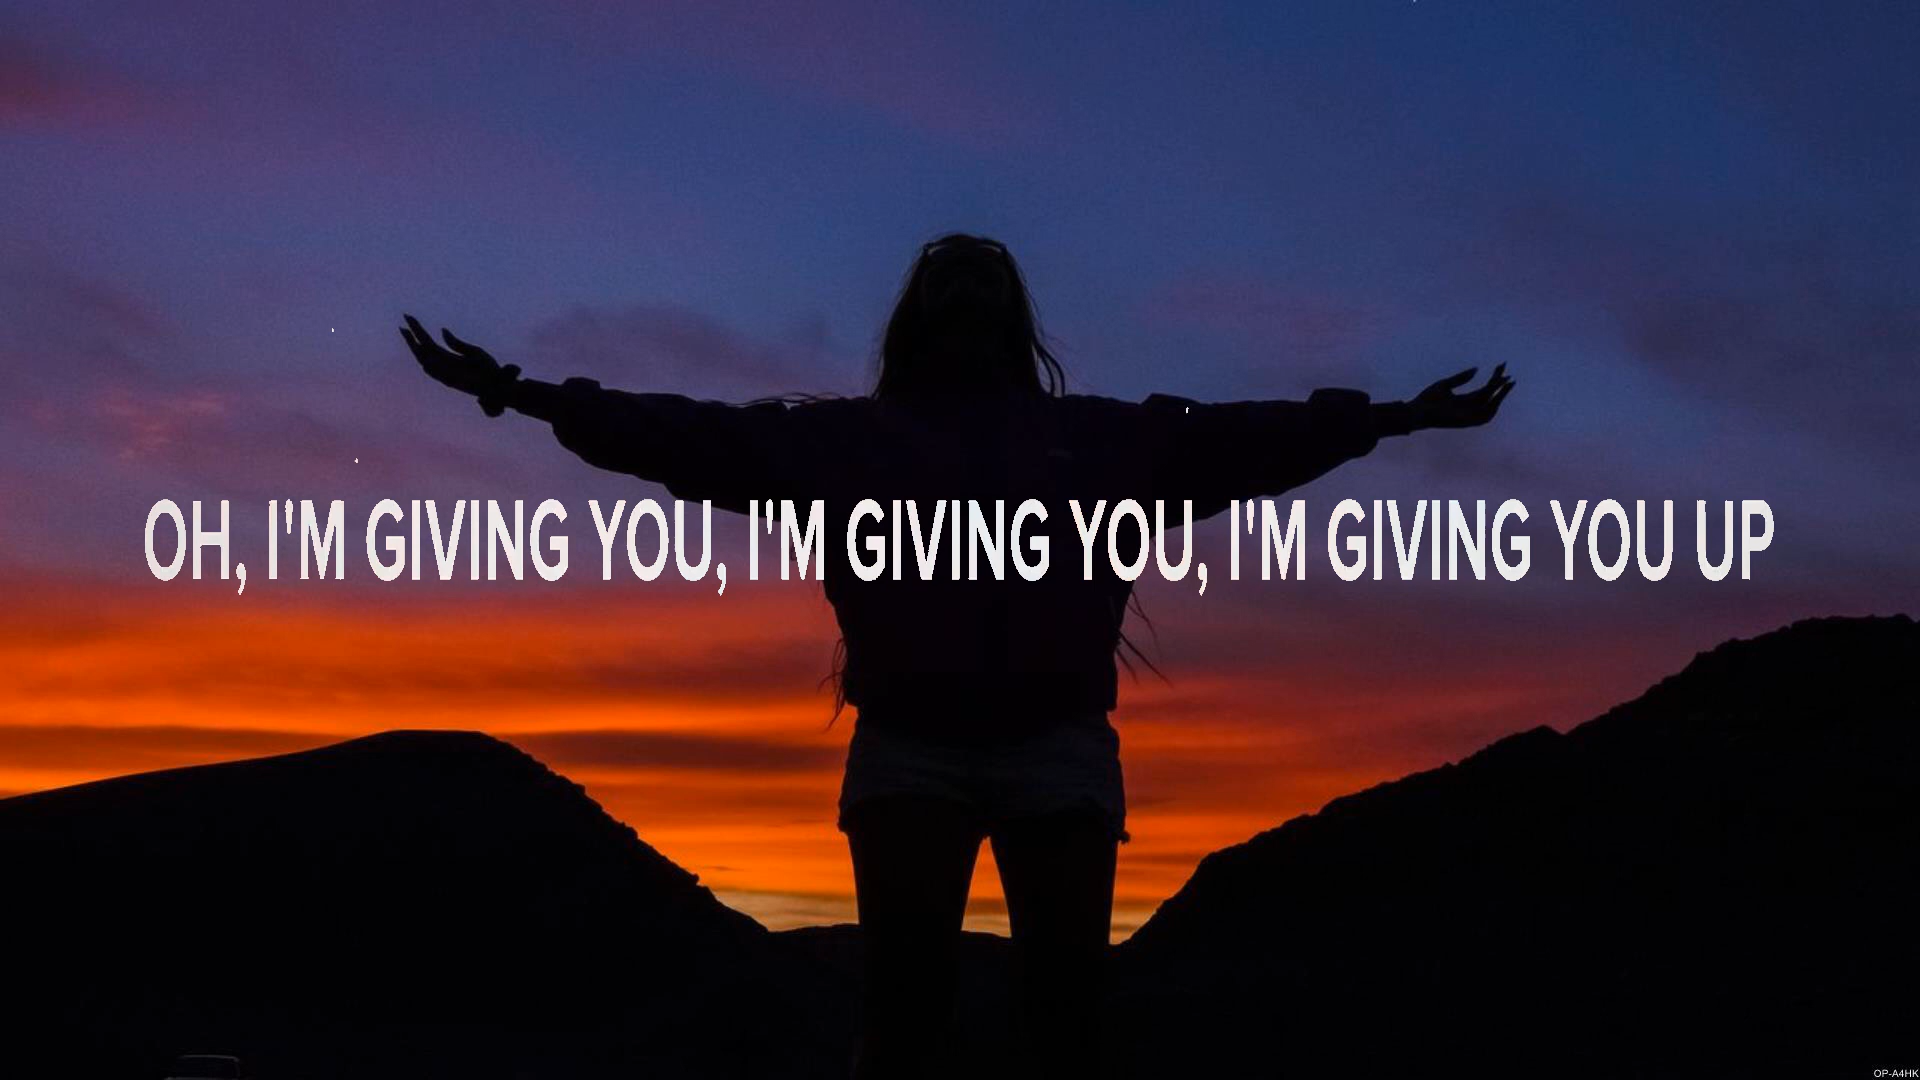 OH, I'M GIVING YOU, I'M GIVING YOU, I'M GIVING YOU UP
OP-A4HK